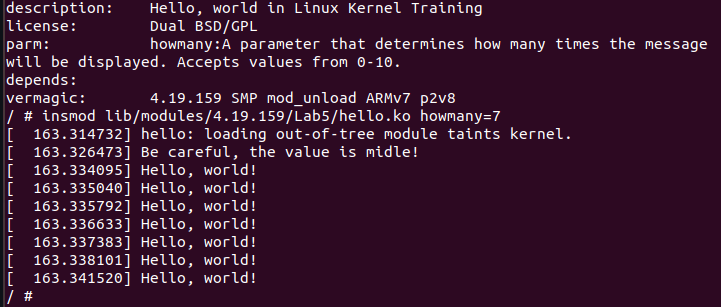 description:    Hello, world in Linux Kernel Training
license:        Dual BSD/GPL
parm:           howmany:A parameter that determines how many times the message
will be displayed. Accepts values from 0-10.
depends:
vermagic:       4.19.159 SMP mod_unload ARMv7 p2v8
/ # insmod lib/modules/4.19.159/Lab5/hello.ko howmany=7
[  163.314732] hello: loading out-of-tree module taints kernel.
[  163.326473] Be careful, the value is midle!
[  163.334095] Hello, world!
[  163.335040] Hello, world!
[  163.335792] Hello, world!
[  163.336633] Hello, world!
[  163.337383] Hello, world!
[  163.338101] Hello, world!
[  163.341520] Hello, world!
/ #